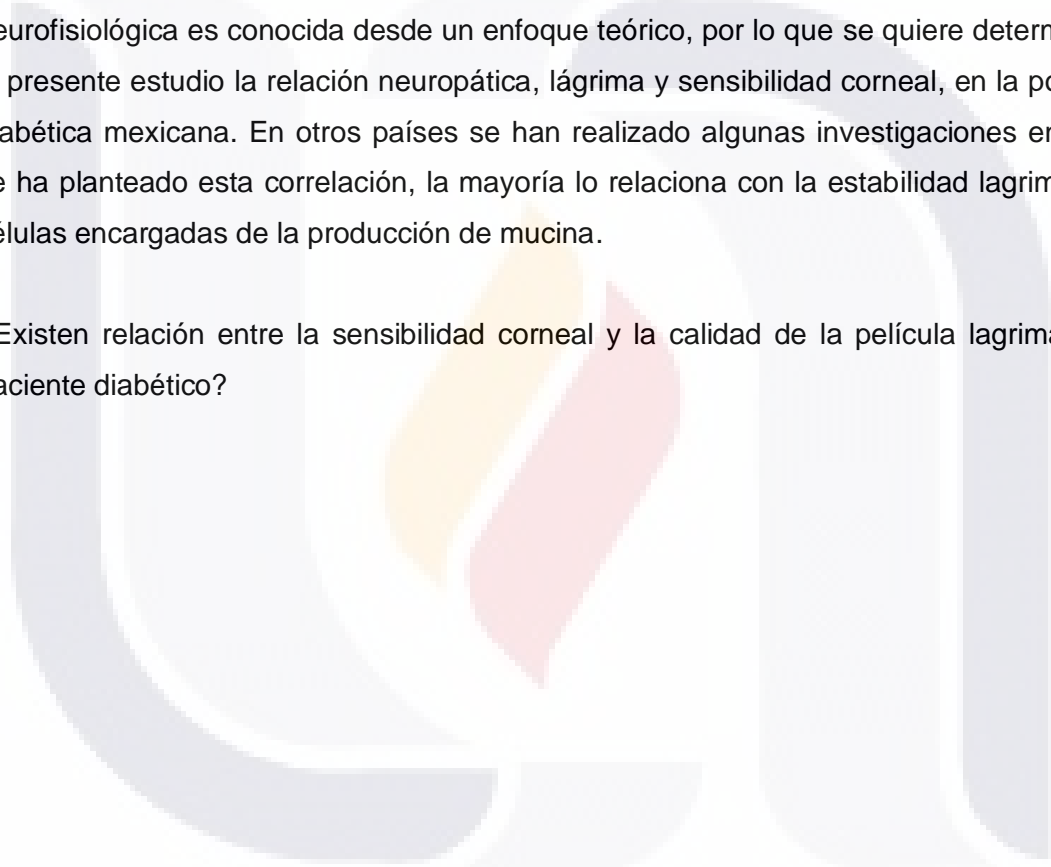 eurofisiológica es conocida desde un enfoque teórico, por lo que se quiere determ
presente estudio la relación neuropática, lágrima y sensibilidad corneal, en la po
abética mexicana. En otros países se han realizado algunas investigaciones en
e ha planteado esta correlación, la mayoría lo relaciona con la estabilidad lagrim
élulas encargadas de la producción de mucina.
Existen relación entre la sensibilidad corneal y la calidad de la película lagrima
aciente diabético?